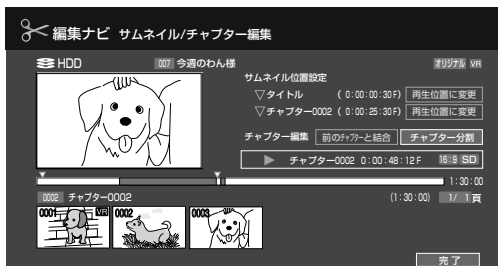 編集ナビ サムネイル/チャプター編集
HDD 007 今週のわん様 オリジナル VR
サムネイル位置設定
▽タイトル ( 0:00:00:30F) 再生位置に変更
▽チャプター0002 ( 0:00:25:30F) 再生位置に変更
チャプター編集 前のチャプターと結合 チャプター分割
▶ チャプター0002 0:00:48:12F 16:9 SD
1:30:00
0002 チャプター0002 (1:30:00) 1/ 1頁
0001 VR 0002 0003
完了